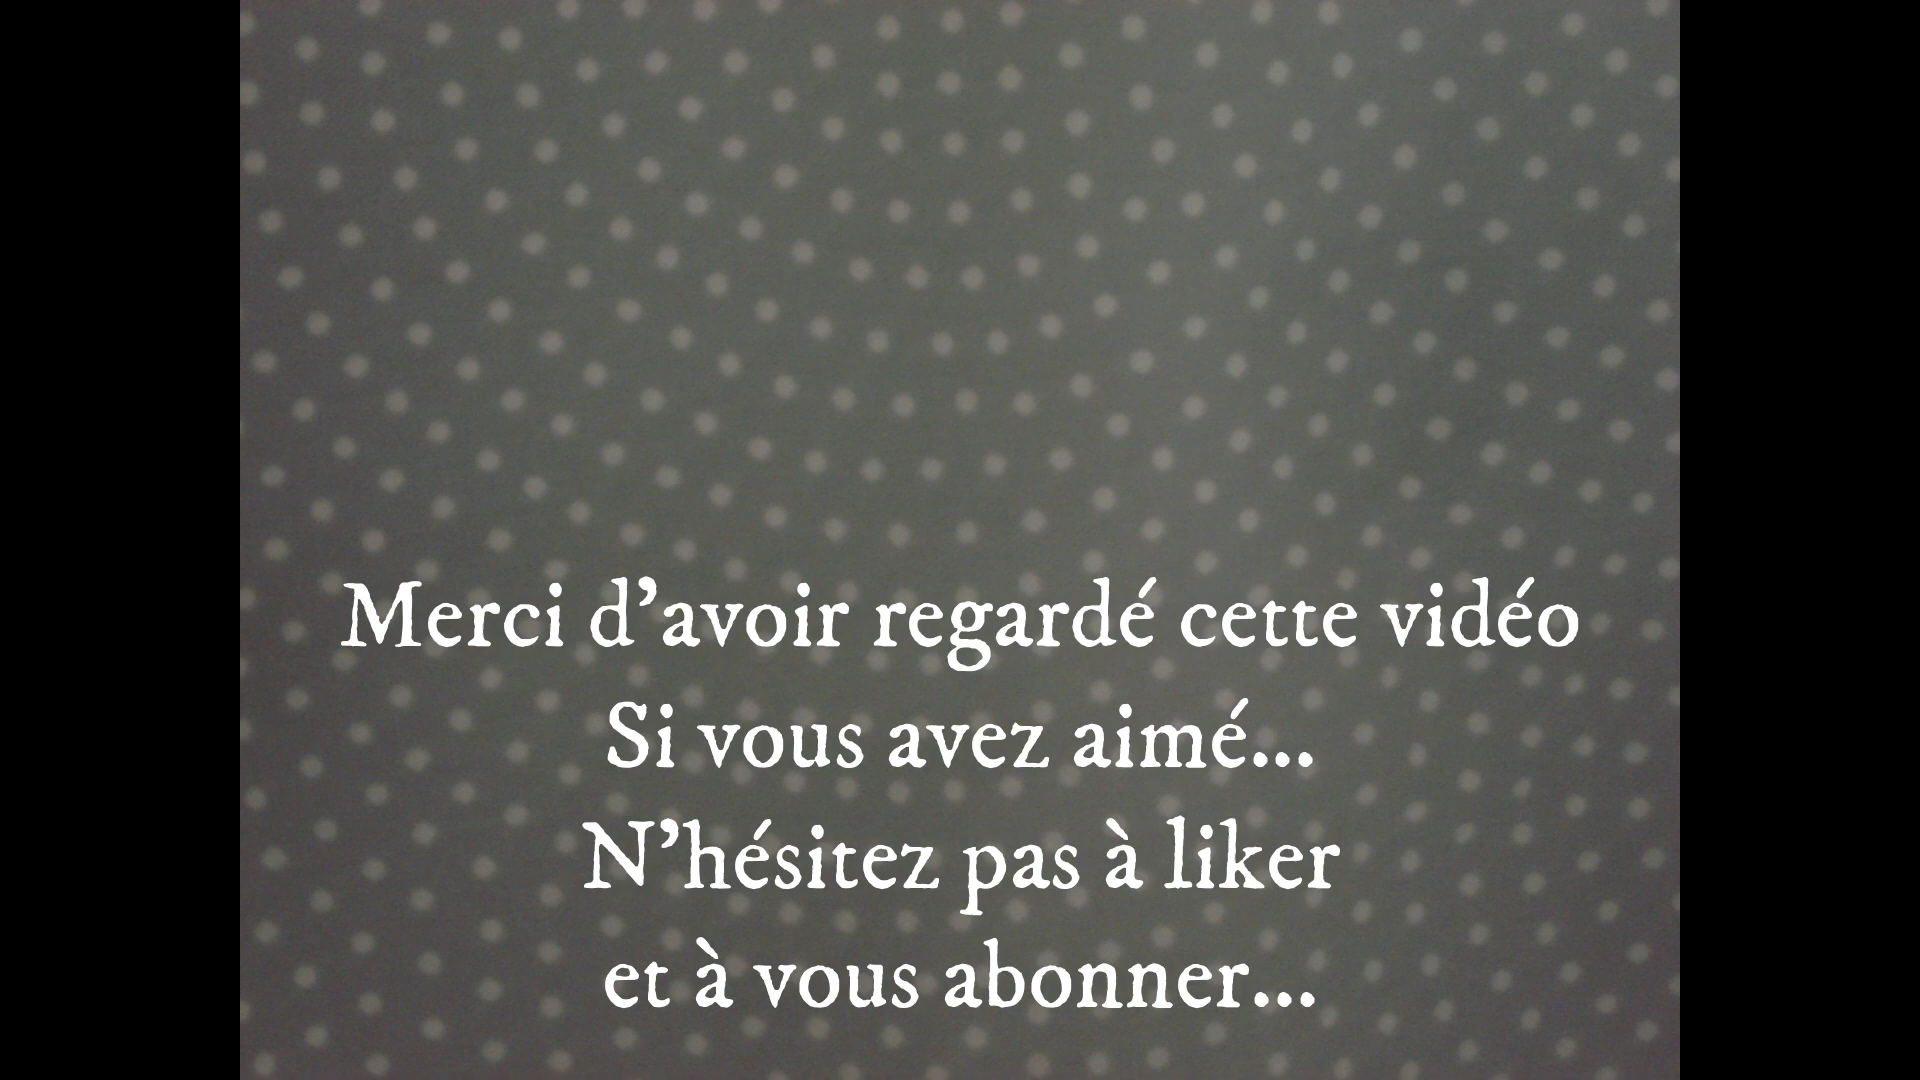 Merci d’avoir regardé cette vidéo
Si vous avez aimé...
N’hésitez pas à liker
et à vous abonner...